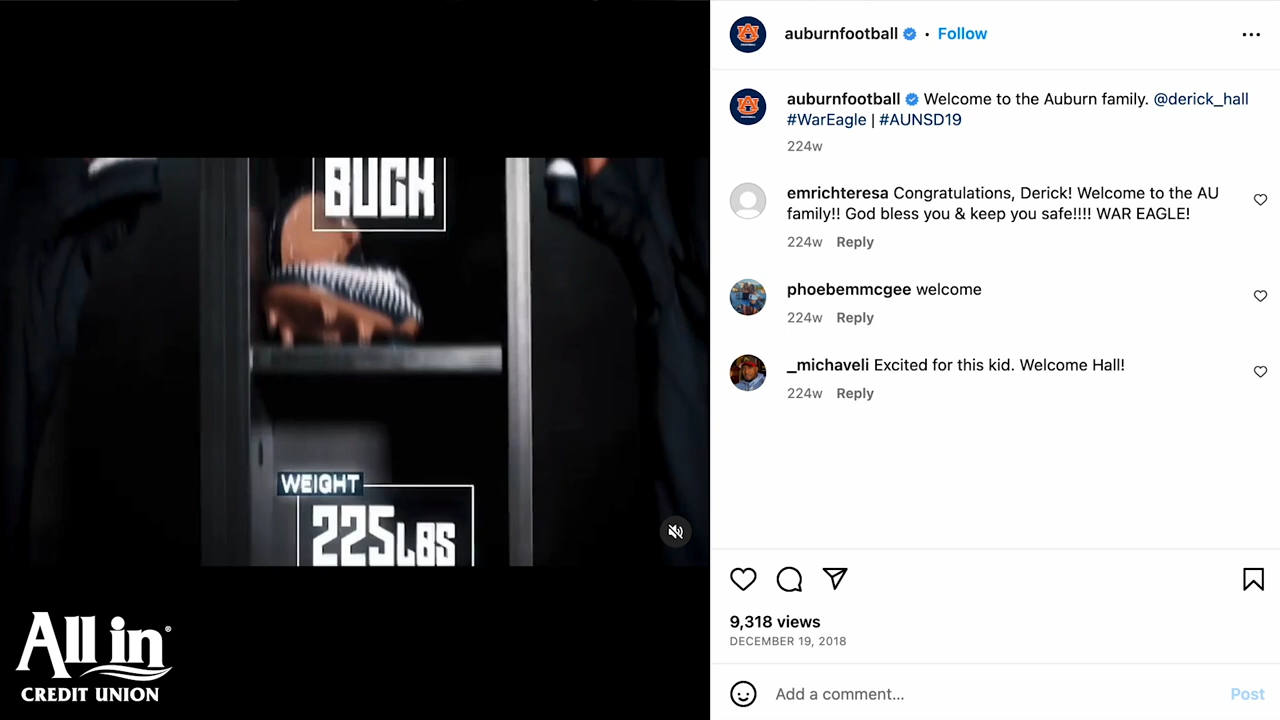 BUCK
WEIGHT
225LBS
All in®
CREDIT UNION
auburnfootball • Follow
auburnfootball Welcome to the Auburn family. @derick_hall
#WarEagle | #AUNSD19
224w
emrichteresa Congratulations, Derick! Welcome to the AU
family!! God bless you & keep you safe!!!! WAR EAGLE!
224w Reply
phoebemmcgee welcome
224w Reply
_michaveli Excited for this kid. Welcome Hall!
224w Reply
9,318 views
DECEMBER 19, 2018
Add a comment...
Post